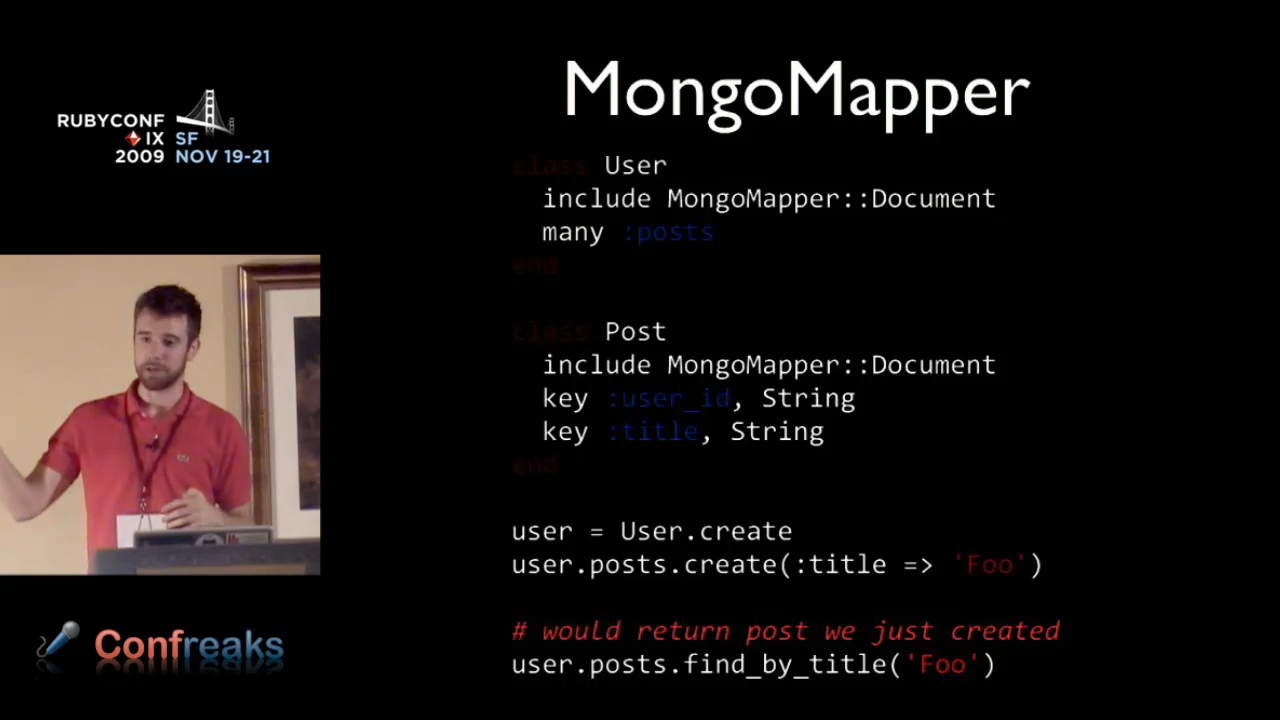 MongoMapper
RUBYCONF
IX SF
2009 NOV 19-21
class User
include MongoMapper::Document
many :posts
end
class Post
include MongoMapper::Document
key :user_id, String
key :title, String
end
user = User.create
user.posts.create(:title => 'Foo')
# would return post we just created
user.posts.find_by_title('Foo')
Confreaks